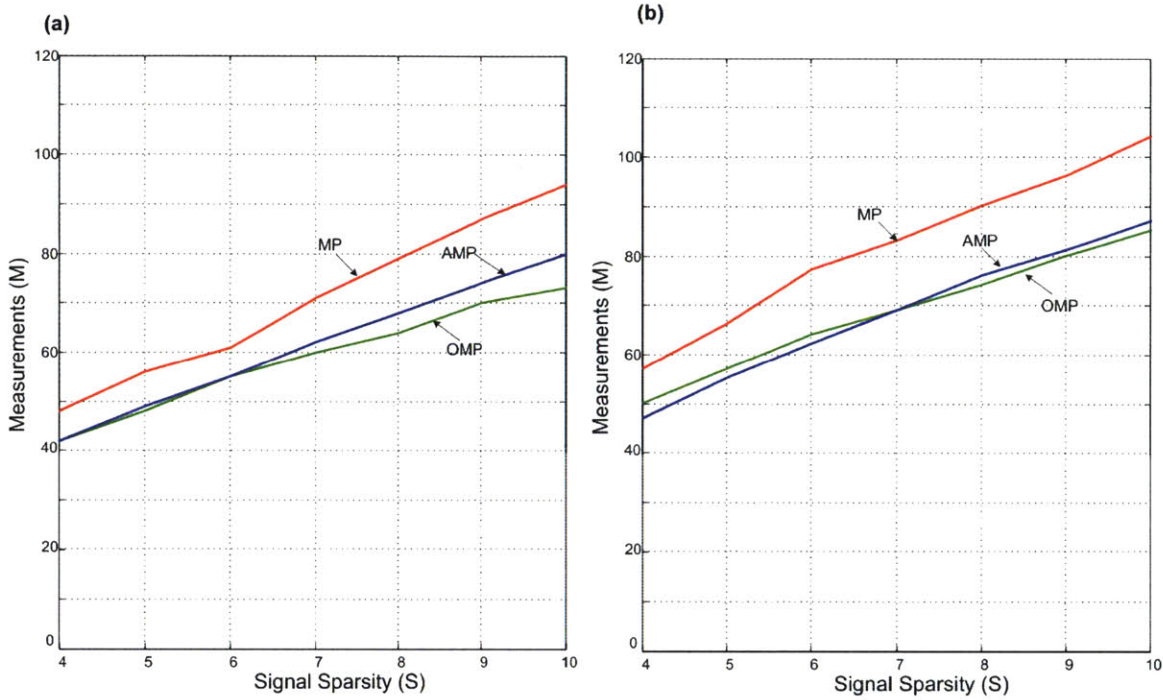 (a)
120
100
80
60
40
20
0
4 5 6 7 8 9 10
Measurements (M)
Signal Sparsity (S)
MP
AMP
OMP
(b)
120
100
80
60
40
20
0
4 5 6 7 8 9 10
Measurements (M)
Signal Sparsity (S)
MP
AMP
OMP